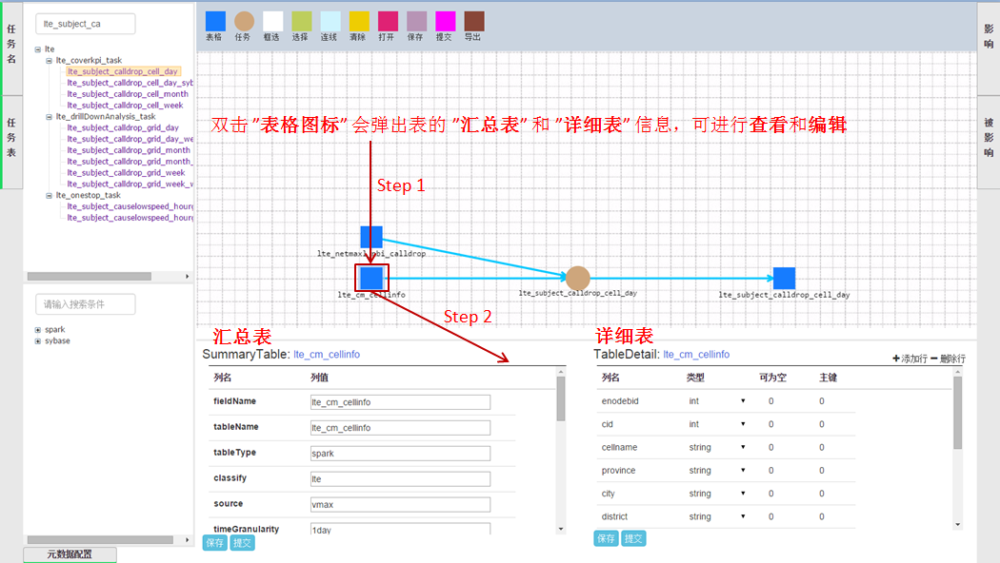 任务名
任务表
lte_subject_ca
lte
lte_coverkpi_task
lte_subject_calldrop_cell_day
lte_subject_calldrop_cell_day_syb
lte_subject_calldrop_cell_month
lte_subject_calldrop_cell_week
lte_drillDownAnalysis_task
lte_subject_calldrop_grid_day
lte_subject_calldrop_grid_day_we
lte_subject_calldrop_grid_month
lte_subject_calldrop_grid_month_
lte_subject_calldrop_grid_week
lte_subject_calldrop_grid_week_w
lte_onestop_task
lte_subject_causelowspeed_hourg
lte_subject_causelowspeed_hourg
请输入搜索条件
spark
sybase
元数据配置
表格 任务 框选 选择 连线 清除 打开 保存 提交 导出
影响
被影响
双击 "表格图标" 会弹出表的 "汇总表" 和 "详细表" 信息，可进行查看和编辑
Step 1
lte_cm_cellinfo
lte_subject_calldrop_cell_day
lte_subject_calldrop_cell_day
Step 2
汇总表
SummaryTable: lte_cm_cellinfo
列名 列值
fieldName lte_cm_cellinfo
tableName lte_cm_cellinfo
tableType spark
classify lte
source vmax
timeGranularity 1day
保存 提交
详细表
TableDetail: lte_cm_cellinfo
添加行 删除行
列名 类型 可为空 主键
enodebid int 0 0
cid int 0 0
cellname string 0 0
province string 0 0
city string 0 0
district string 0 0
保存 提交